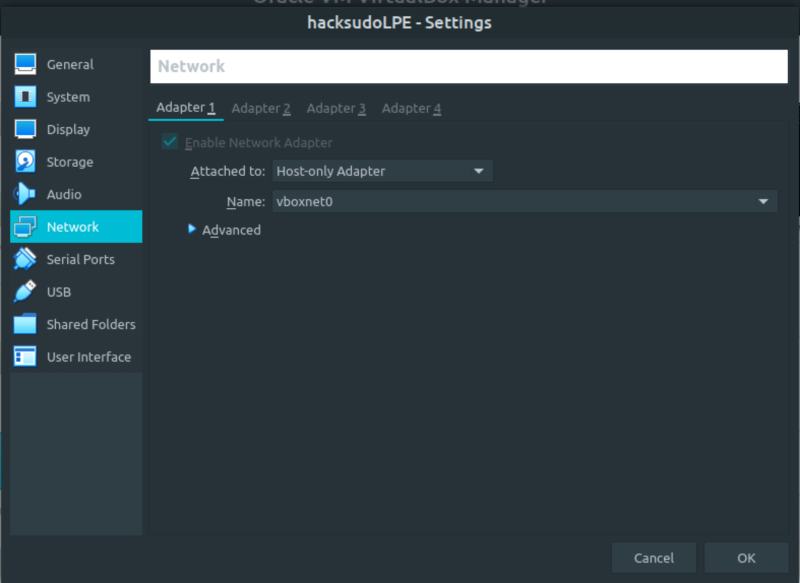 Oracle VM VirtualBox Manager
hacksudoLPE - Settings
General
System
Display
Storage
Audio
Network
Serial Ports
USB
Shared Folders
User Interface
Network
Adapter 1 Adapter 2 Adapter 3 Adapter 4
Enable Network Adapter
Attached to: Host-only Adapter
Name: vboxnet0
Advanced
Cancel OK